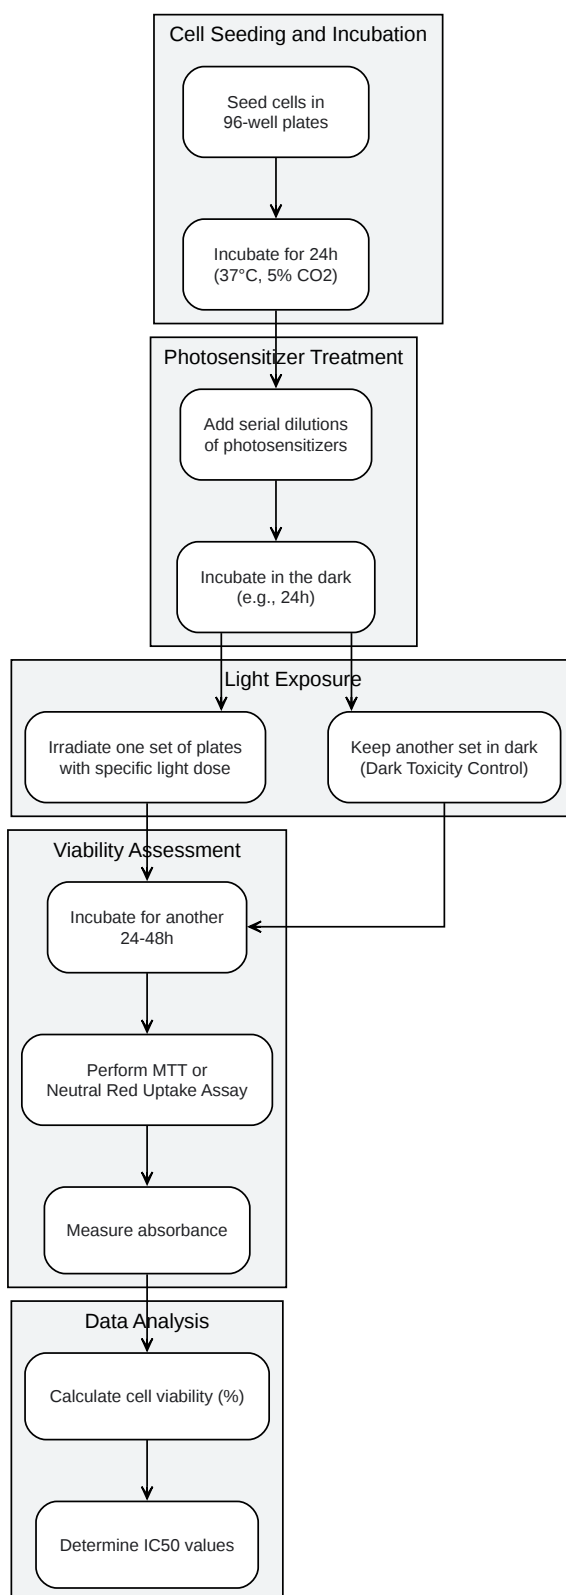 Cell Seeding and Incubation
Seed cells in
96-well plates
Incubate for 24h
(37°C, 5% CO2)
Photosensitizer Treatment
Add serial dilutions
of photosensitizers
Incubate in the dark
(e.g., 24h)
Light Exposure
Irradiate one set of plates
with specific light dose
Keep another set in dark
(Dark Toxicity Control)
Viability Assessment
Incubate for another
24-48h
Perform MTT or
Neutral Red Uptake Assay
Measure absorbance
Data Analysis
Calculate cell viability (%)
Determine IC50 values